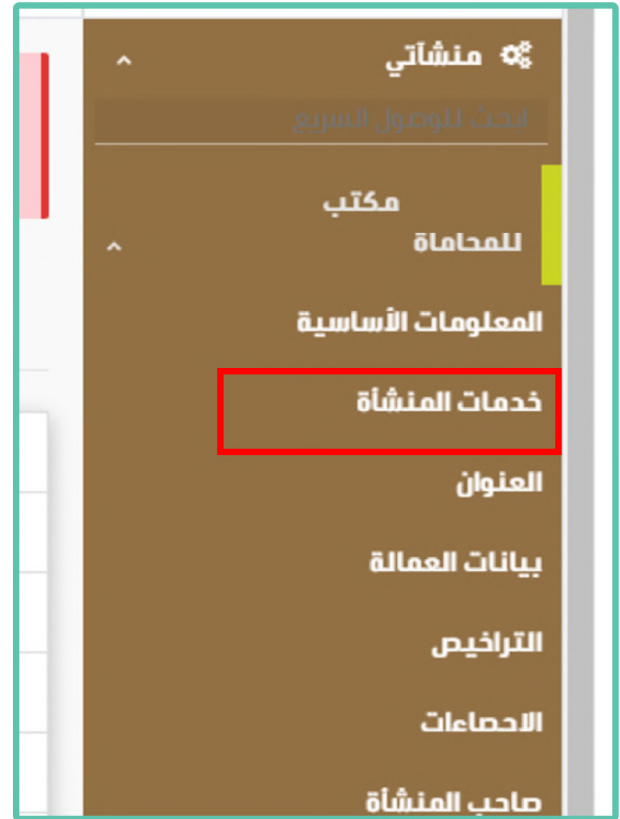 منشآتي
ابحث للوصول السريع
مكتب
للمحاماة
المعلومات الأساسية
خدمات المنشأة
العنوان
بيانات العمالة
التراخيص
الاحصاءات
صاحب المنشأة